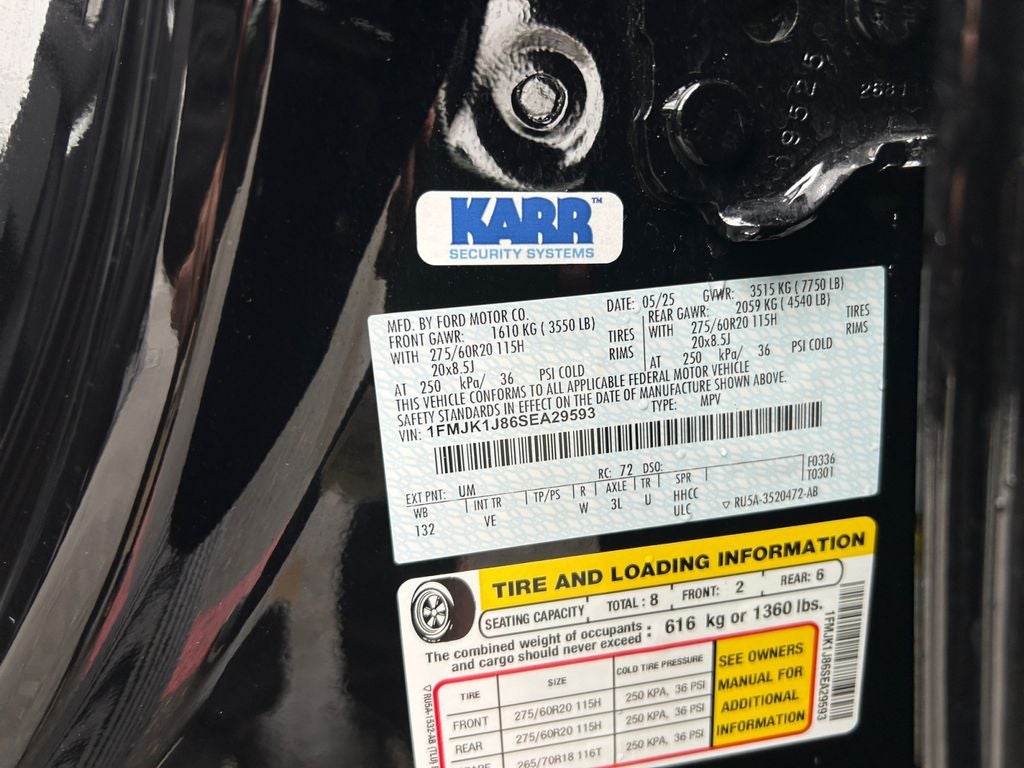 89525
KARR™
SECURITY SYSTEMS
MFD. BY FORD MOTOR CO. DATE: 05/25 GVWR: 3515 KG ( 7750 LB)
FRONT GAWR: 1610 KG ( 3550 LB) REAR GAWR: 2059 KG ( 4540 LB)
WITH 275/60R20 115H TIRES WITH 275/60R20 115H TIRES
20x8.5J RIMS 20x8.5J RIMS
AT 250 kPa/ 36 PSI COLD AT 250 kPa/ 36 PSI COLD
THIS VEHICLE CONFORMS TO ALL APPLICABLE FEDERAL MOTOR VEHICLE
SAFETY STANDARDS IN EFFECT ON THE DATE OF MANUFACTURE SHOWN ABOVE.
VIN: 1FMJK1J86SEA29593 TYPE: MPV
EXT PNT: UM RC: 72 DSO: F0336
WB INT TR TP/PS R AXLE TR SPR T0301
132 VE W 3L U HHCC
ULC ▽ RU5A-3520472-AB
TIRE AND LOADING INFORMATION
SEATING CAPACITY TOTAL : 8 FRONT: 2 REAR: 6
The combined weight of occupants : 616 kg or 1360 lbs.
and cargo should never exceed
TIRE SIZE COLD TIRE PRESSURE
FRONT 275/60R20 115H 250 KPA, 36 PSI
REAR 275/60R20 115H 250 KPA, 36 PSI
265/70R18 116T 250 KPA, 36 PSI
SEE OWNERS
MANUAL FOR
ADDITIONAL
INFORMATION
1FMJK1J86SEA29593
▽ RU5A-1532-AB (TLU)